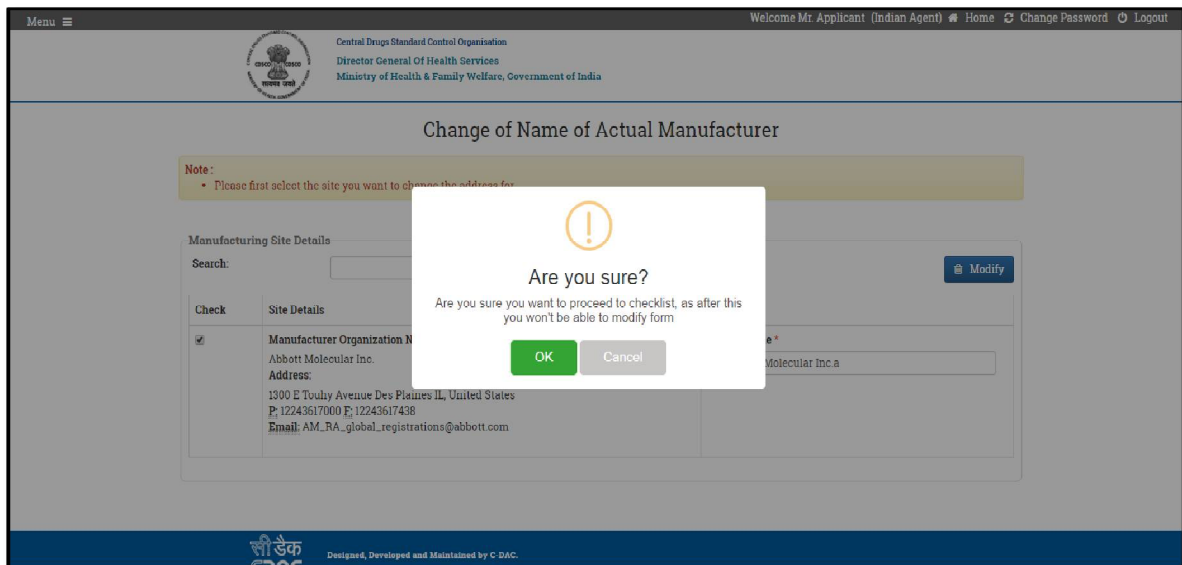 Menu
Welcome Mr. Applicant (Indian Agent) Home Change Password Logout
CDSCO CDSCO
Central Drugs Standard Control Organisation
Director General Of Health Services
Ministry of Health & Family Welfare, Government of India
Change of Name of Actual Manufacturer
Note :
Please first select the site you want to change the address for
Are you sure?
Are you sure you want to proceed to checklist, as after this
you won't be able to modify form
OK Cancel
Manufacturing Site Details
Search:
Modify
Check Site Details
Manufacturer Organization N
e *
Abbott Molecular Inc.
Molecular Inc.a
Address:
1300 E Touhy Avenue Des Plaines IL, United States
P: 12243617000 F: 12243617438
Email: AM_RA_global_registrations@abbott.com
सी डैक
CDAC
Designed, Developed and Maintained by C-DAC.